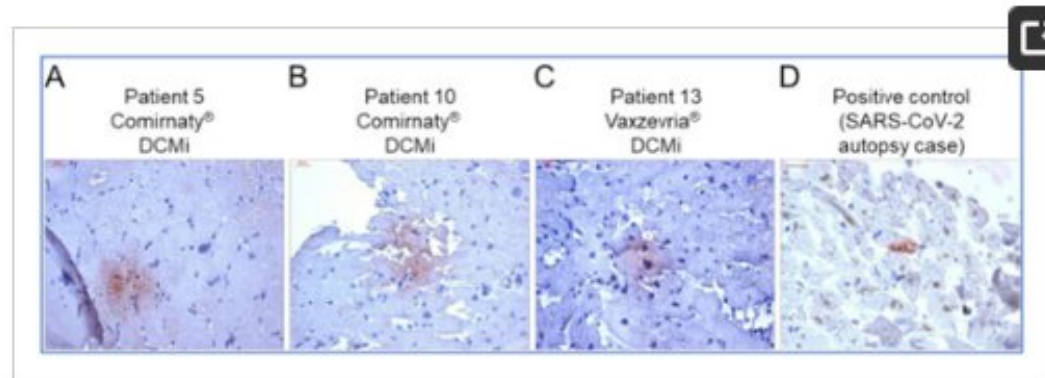 A
Patient 5
Comirnaty®
DCMi
B
Patient 10
Comirnaty®
DCMi
C
Patient 13
Vaxzevria®
DCMi
D
Positive control
(SARS-CoV-2
autopsy case)